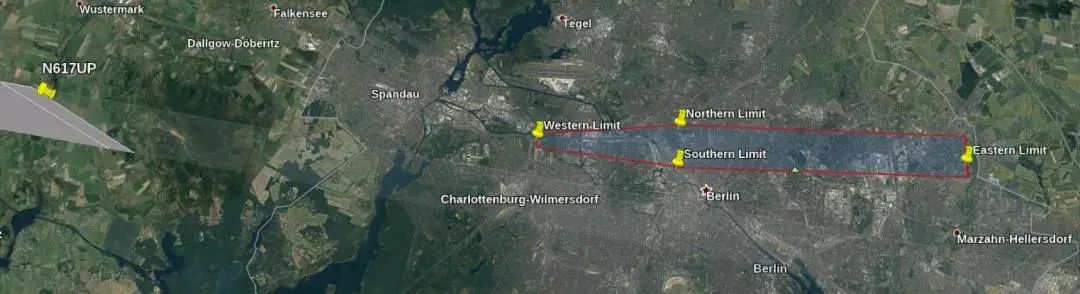 Wustermark
Falkensee
Tegel
Dallgow-Döberitz
N617UP
Spandau
Western Limit
Northern Limit
Southern Limit
Eastern Limit
Charlottenburg-Wilmersdorf
Berlin
Marzahn-Hellersdorf
Berlin